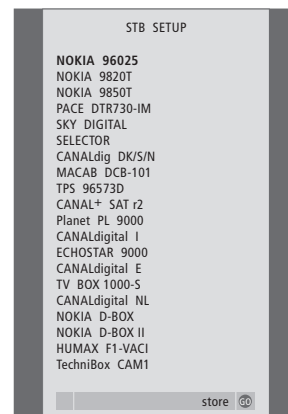 STB SETUP
NOKIA 96025
NOKIA 9820T
NOKIA 9850T
PACE DTR730-IM
SKY DIGITAL
SELECTOR
CANALdig DK/S/N
MACAB DCB-101
TPS 96573D
CANAL+ SAT r2
Planet PL 9000
CANALdigital I
ECHOSTAR 9000
CANALdigital E
TV BOX 1000-S
CANALdigital NL
NOKIA D-BOX
NOKIA D-BOX II
HUMAX F1-VACI
TechniBox CAM1
store GO